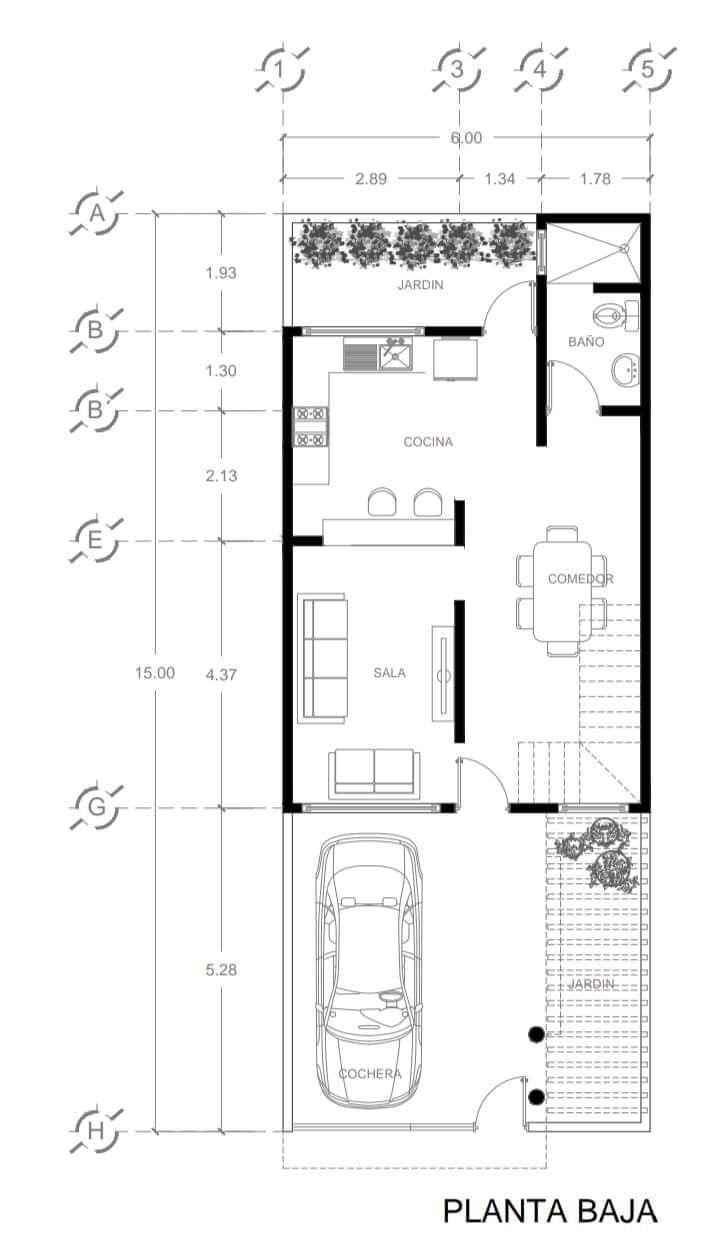 1 3 4 5
6.00
2.89 1.34 1.78
A
1.93
JARDIN
B
BAÑO
1.30
B'
COCINA
2.13
E
COMEDOR
15.00 4.37 SALA
G
5.28
JARDIN
COCHERA
H
PLANTA BAJA